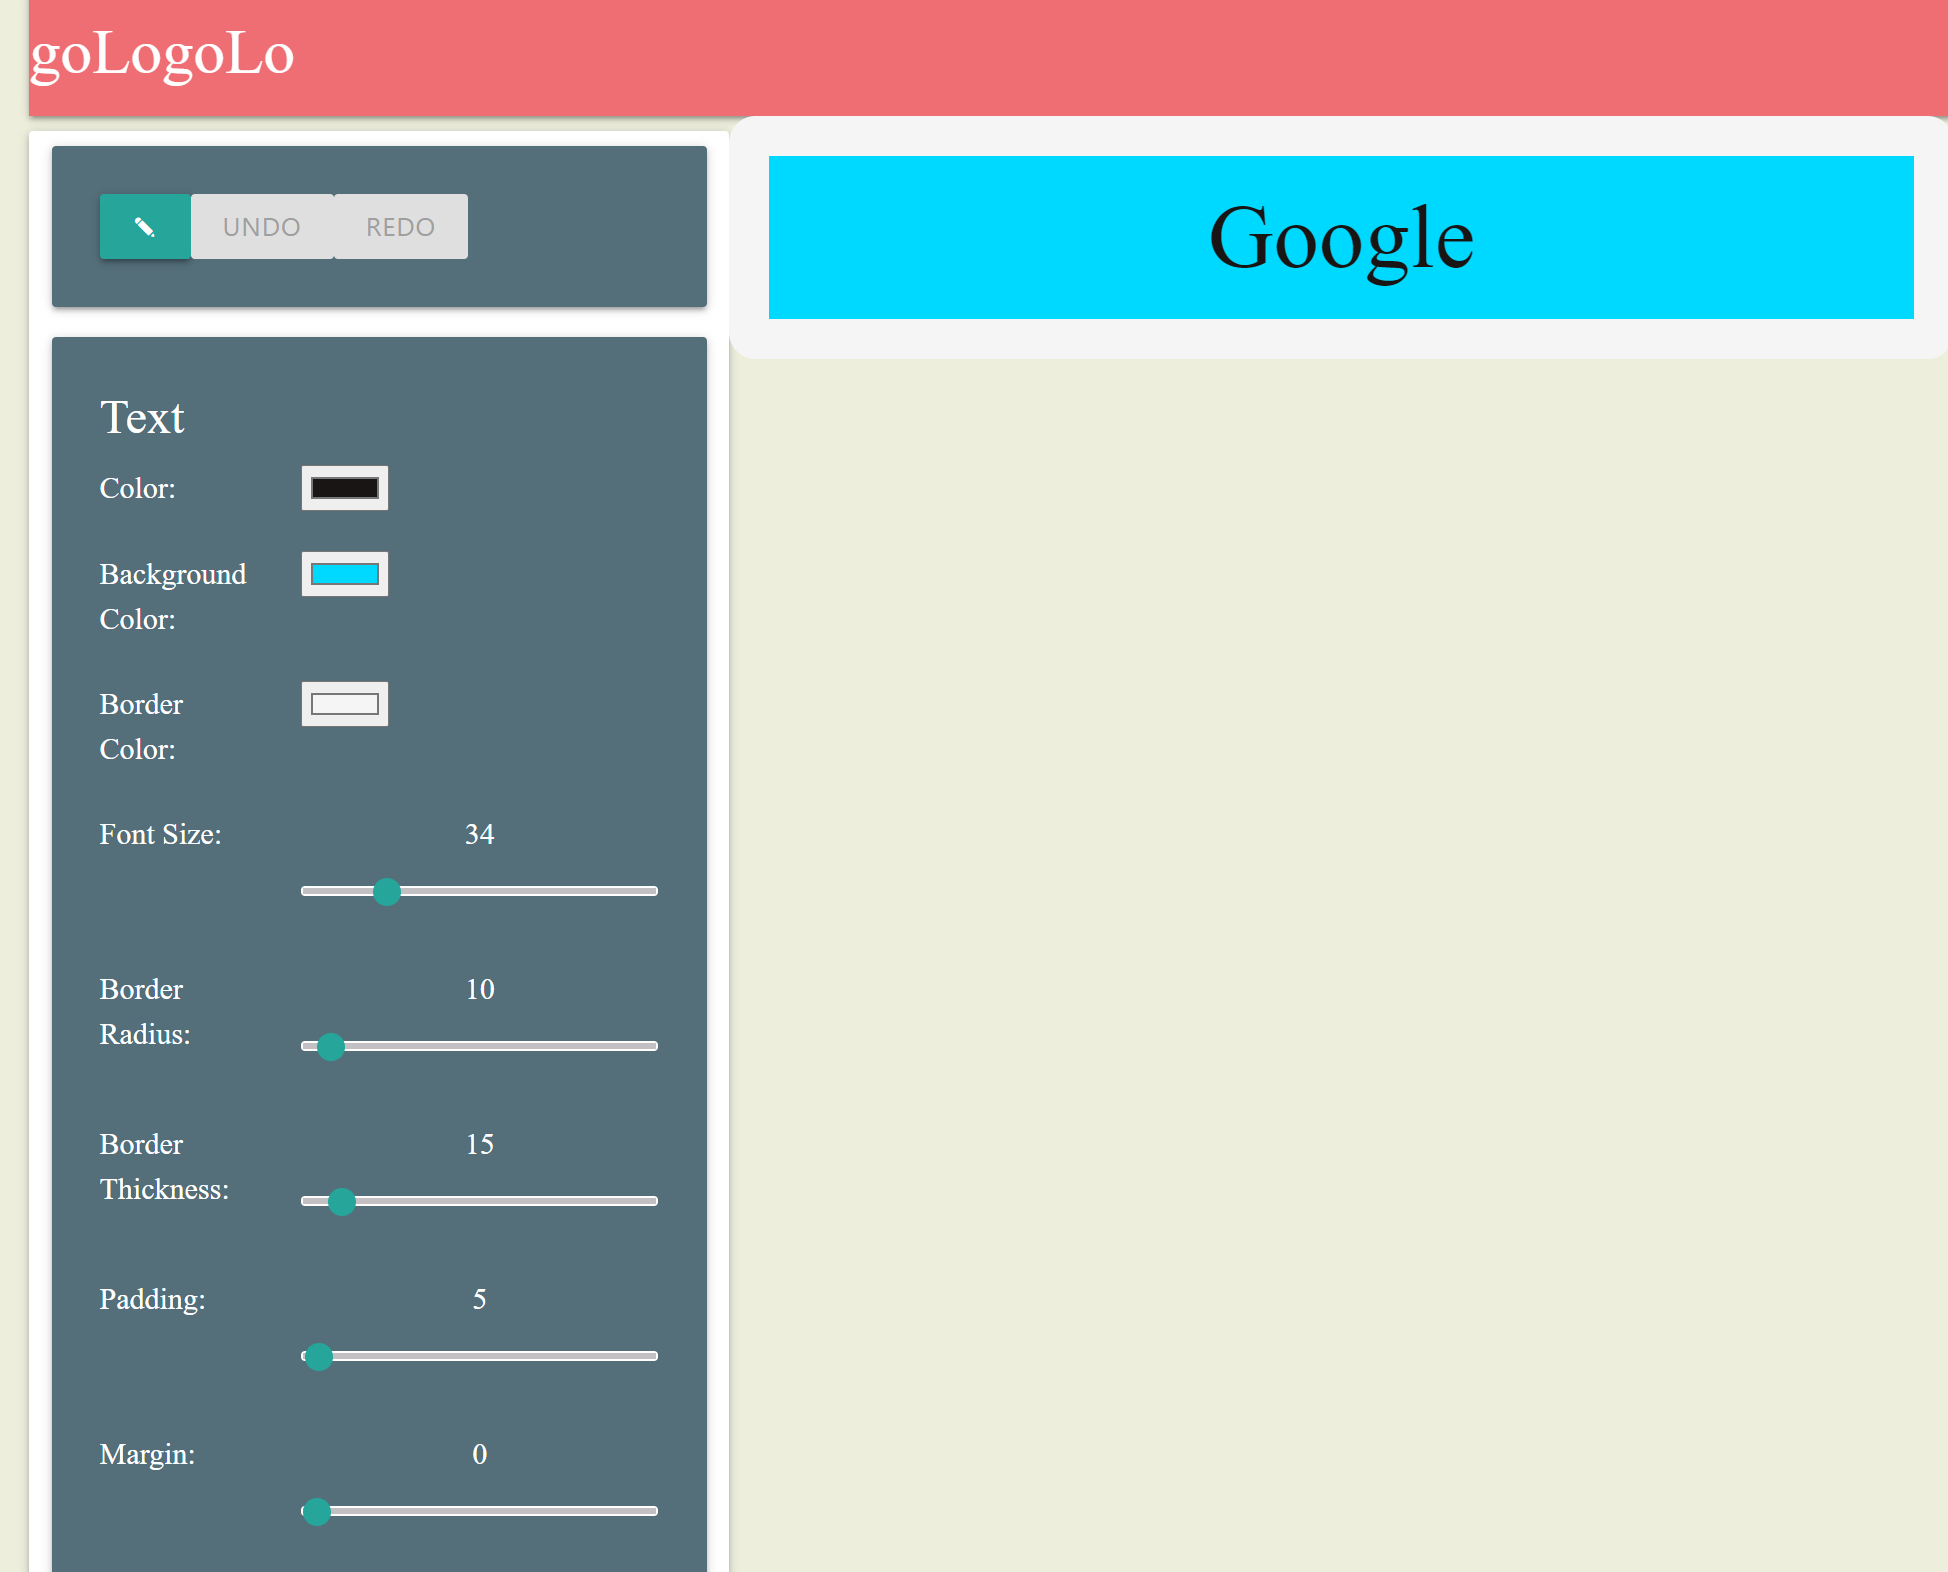 goLogoLo
UNDO
REDO
Google
Text
Color:
Background
Color:
Border
Color:
Font Size:
34
Border
Radius:
10
Border
Thickness:
15
Padding:
5
Margin:
0